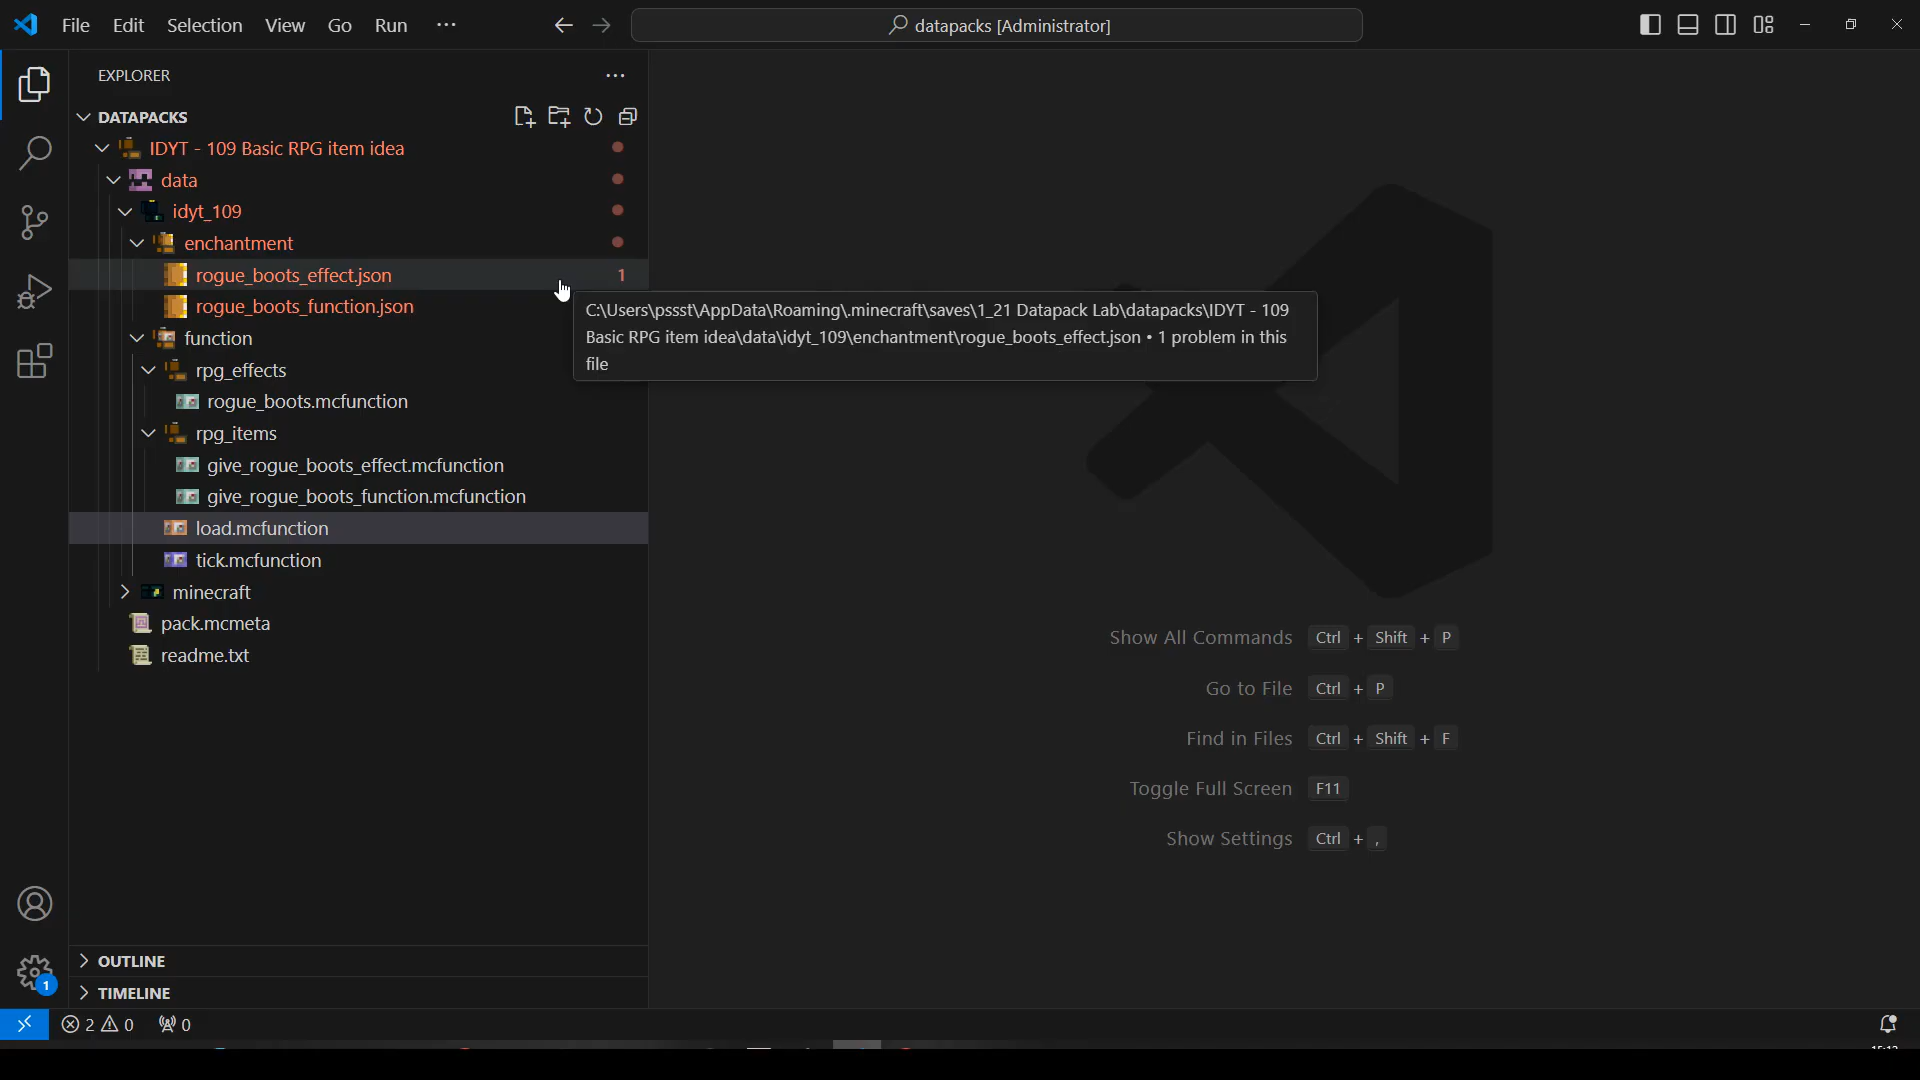 File Edit Selection View Go Run ···
datapacks [Administrator]
EXPLORER
DATAPACKS
IDYT - 109 Basic RPG item idea
data
idyt_109
enchantment
rogue_boots_effect.json 1
rogue_boots_function.json
C:\Users\pssst\AppData\Roaming\.minecraft\saves\1_21 Datapack Lab\datapacks\IDYT - 109
Basic RPG item idea\data\idyt_109\enchantment\rogue_boots_effect.json • 1 problem in this
file
function
rpg_effects
rogue_boots.mcfunction
rpg_items
give_rogue_boots_effect.mcfunction
give_rogue_boots_function.mcfunction
load.mcfunction
tick.mcfunction
minecraft
pack.mcmeta
readme.txt
Show All Commands Ctrl + Shift + P
Go to File Ctrl + P
Find in Files Ctrl + Shift + F
Toggle Full Screen F11
Show Settings Ctrl + ,
OUTLINE
1
TIMELINE
2 0 0